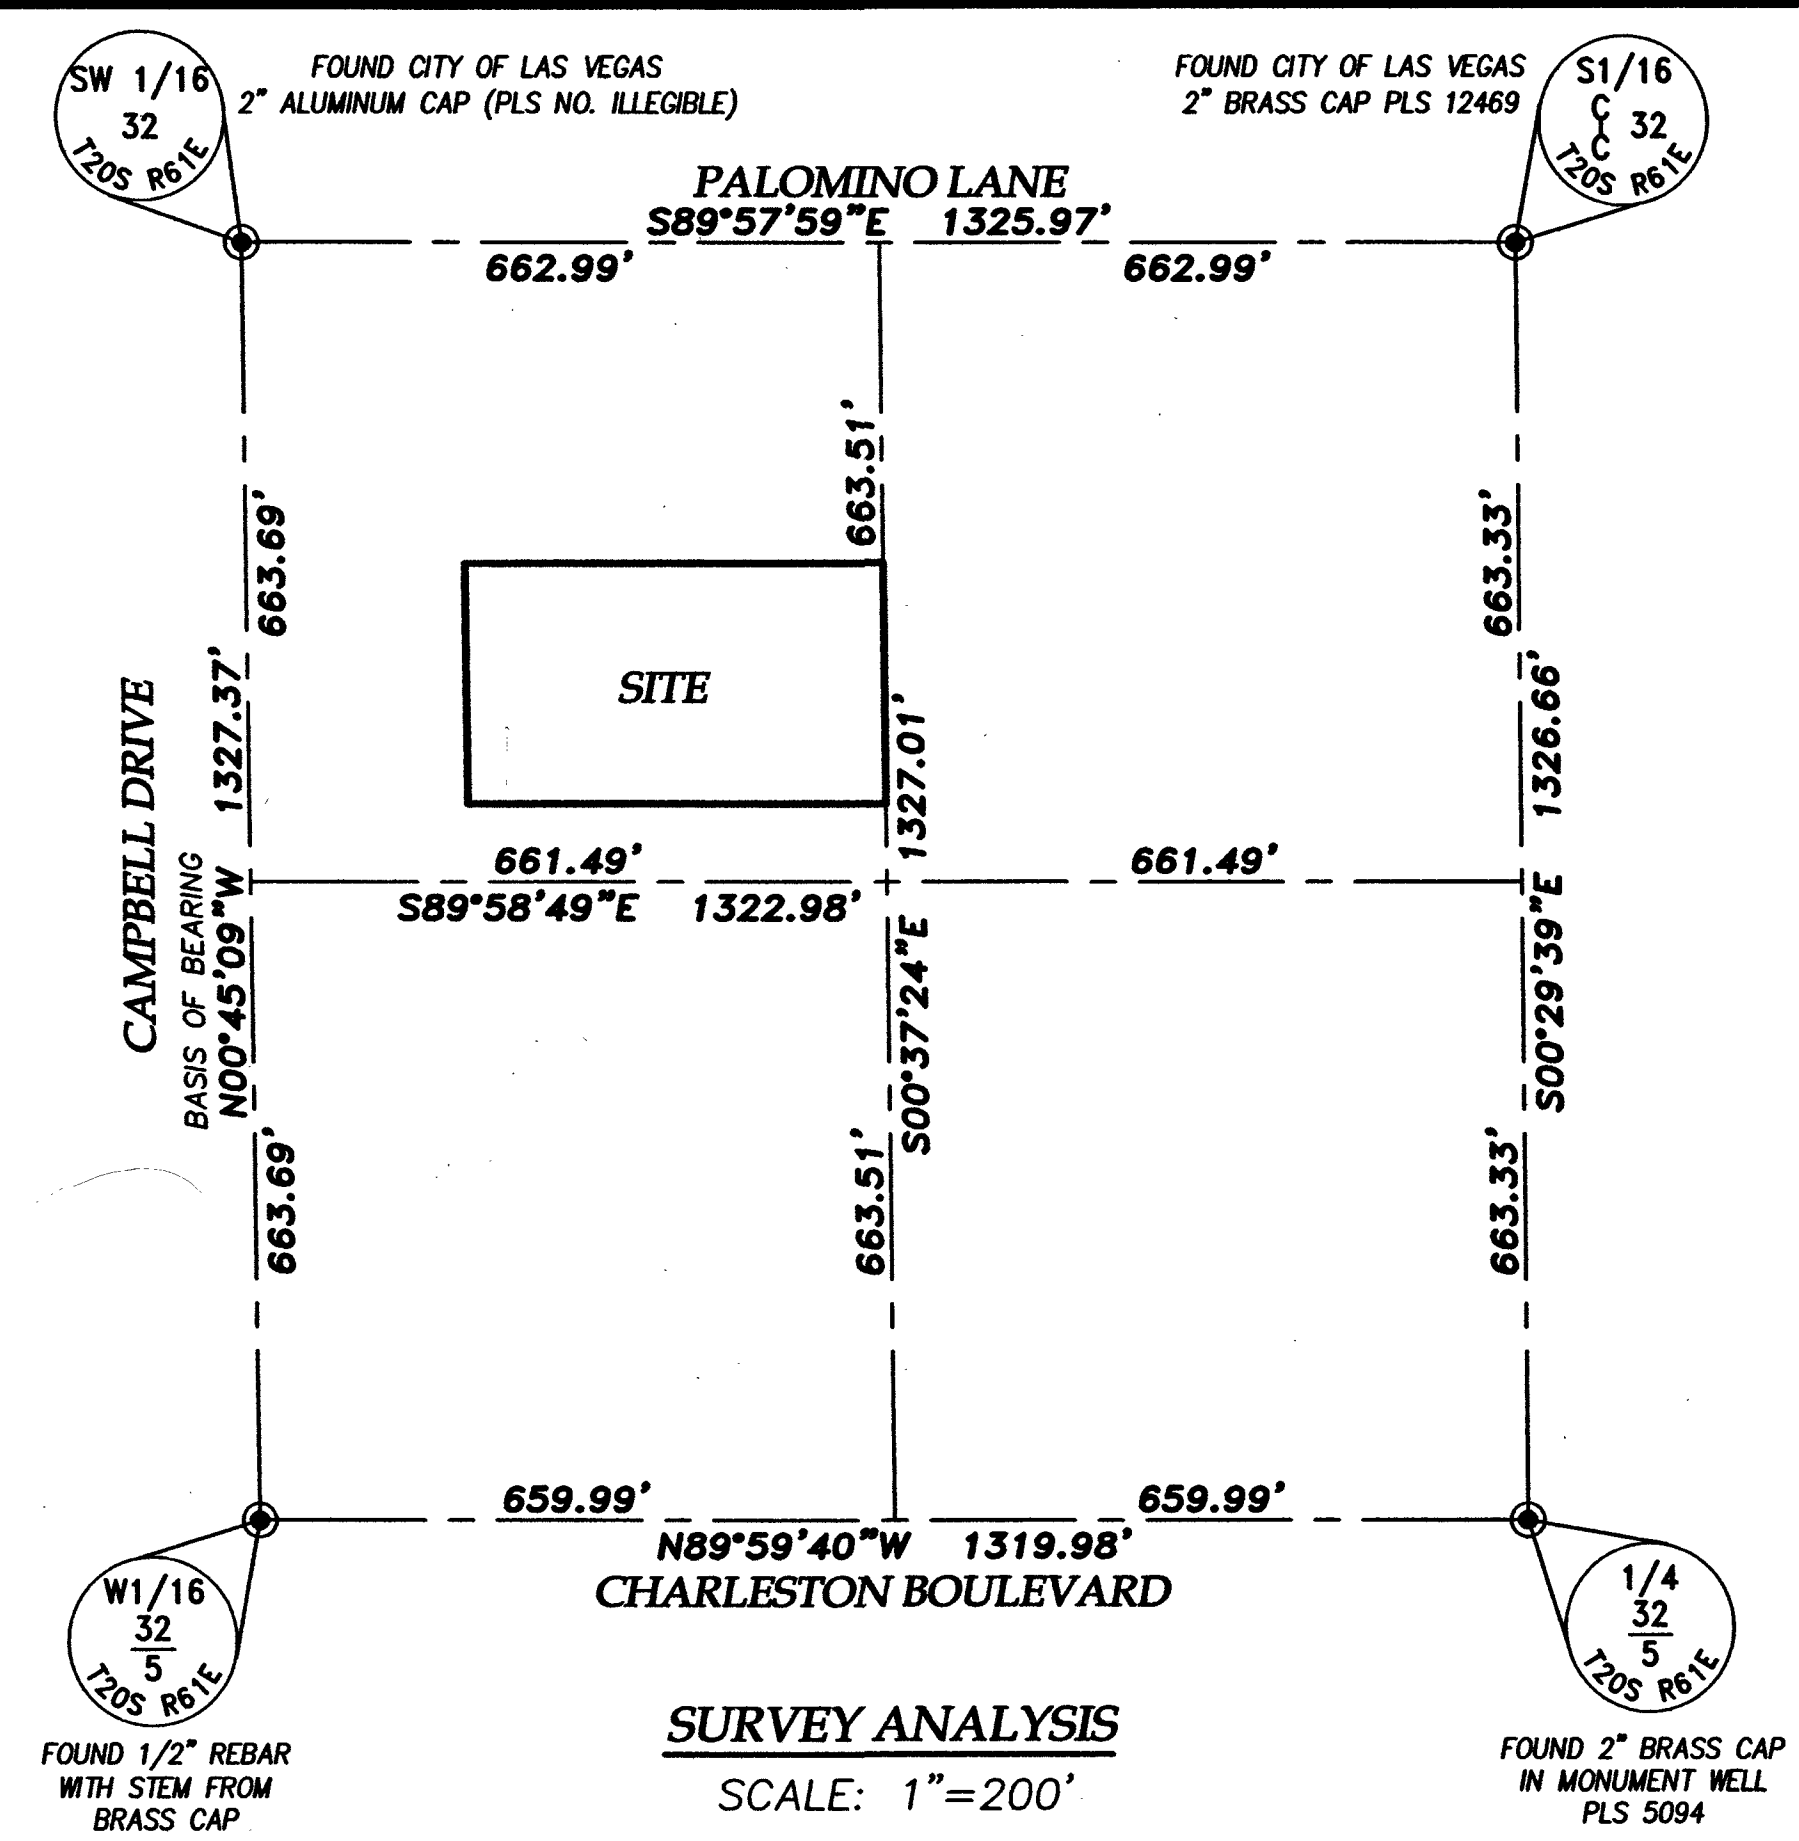 SW 1/16
32
T20S R61E
FOUND CITY OF LAS VEGAS
2" ALUMINUM CAP (PLS NO. ILLEGIBLE)
FOUND CITY OF LAS VEGAS
2" BRASS CAP PLS 12469
S1/16
C
C
32
T20S R61E
PALOMINO LANE
S89°57'59"E 1325.97'
662.99'
662.99'
663.51'
663.69'
663.33'
SITE
CAMPBELL DRIVE
BASIS OF BEARING
N00°45'09"W 1327.37'
1327.01'
S00°37'24"E
S00°29'39"E 1326.66'
661.49'
661.49'
S89°58'49"E 1322.98'
663.69'
663.51'
663.33'
659.99'
659.99'
N89°59'40"W 1319.98'
CHARLESTON BOULEVARD
W1/16
32
5
T20S R61E
FOUND 1/2" REBAR
WITH STEM FROM
BRASS CAP
1/4
32
5
T20S R61E
FOUND 2" BRASS CAP
IN MONUMENT WELL
PLS 5094
SURVEY ANALYSIS
SCALE: 1"=200'